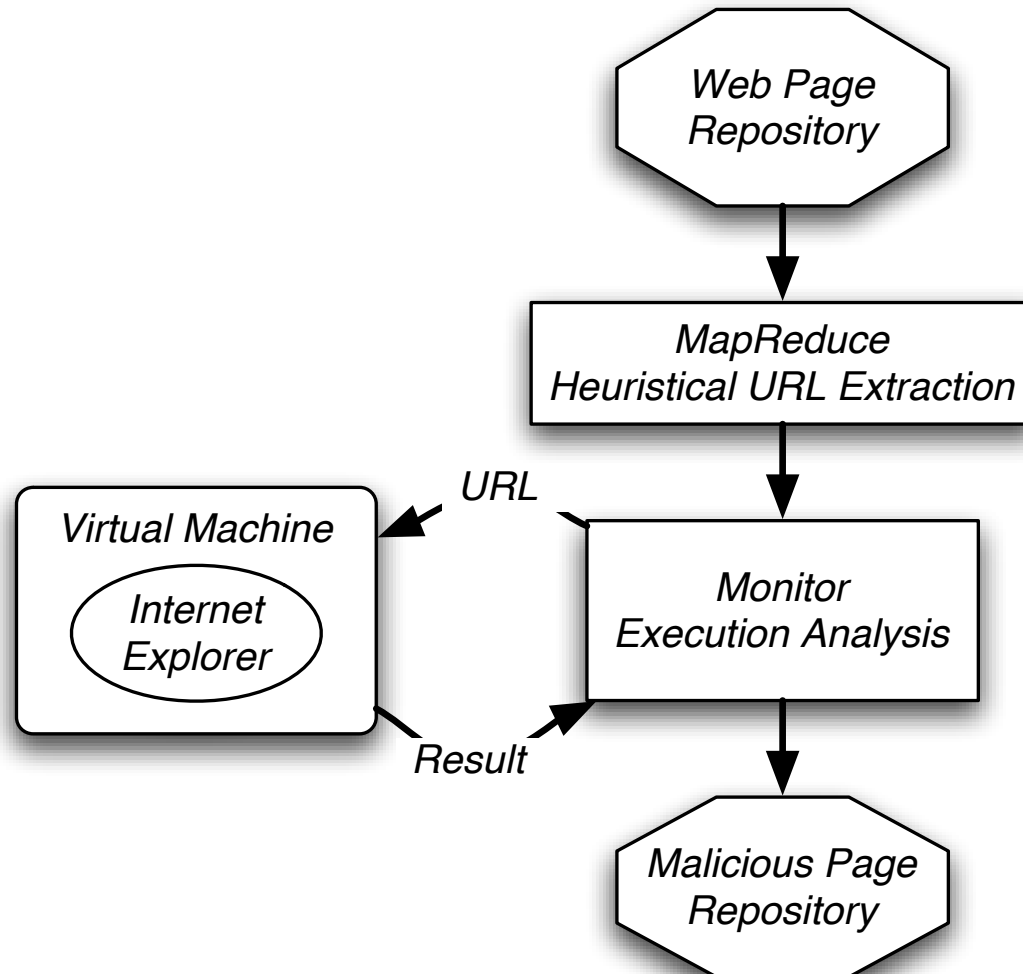 Web Page
Repository
MapReduce
Heuristical URL Extraction
URL
Virtual Machine
Internet
Explorer
Monitor
Execution Analysis
Result
Malicious Page
Repository